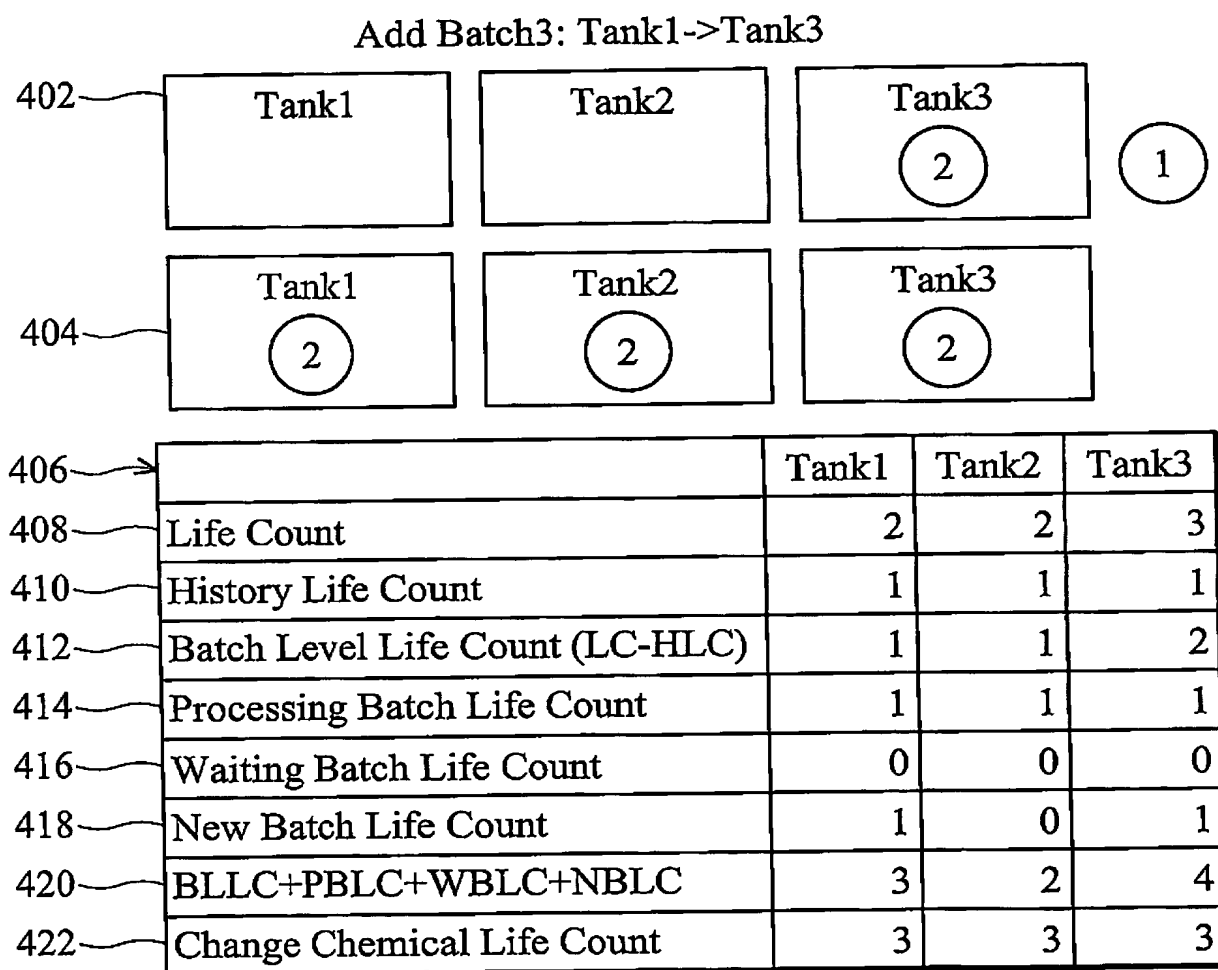 Add Batch3: Tank1->Tank3
402 Tank1 Tank2 Tank3
2 1
Tank1 Tank2 Tank3
404 2 2 2
406 Tank1 Tank2 Tank3
408 Life Count 2 2 3
410 History Life Count 1 1 1
412 Batch Level Life Count (LC-HLC) 1 1 2
414 Processing Batch Life Count 1 1 1
416 Waiting Batch Life Count 0 0 0
418 New Batch Life Count 1 0 1
420 BLLC+PBLC+WBLC+NBLC 3 2 4
422 Change Chemical Life Count 3 3 3